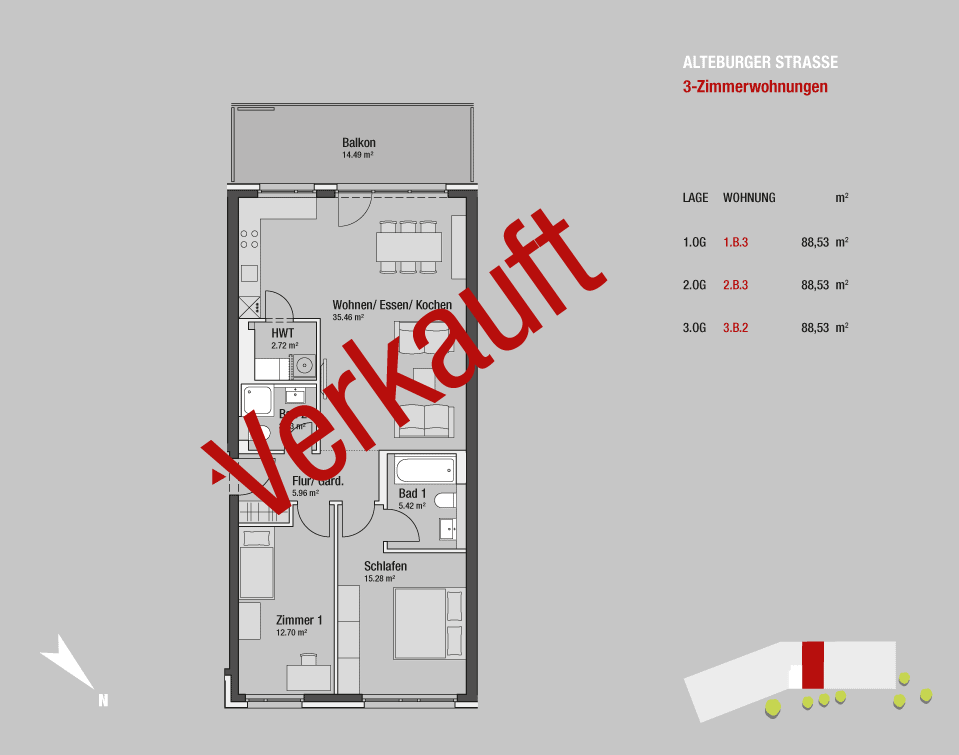 ALTEBURGER STRASSE
3-Zimmerwohnungen
LAGE WOHNUNG m²
1.OG 1.B.3 88,53 m²
2.OG 2.B.3 88,53 m²
3.OG 3.B.2 88,53 m²
Balkon
14.49 m²
Wohnen/ Essen/ Kochen
35.46 m²
HWT
2.72 m²
Verkauft
m²
Flur/ Gard.
5.96 m²
Bad 1
5.42 m²
Schlafen
15.28 m²
Zimmer 1
12.70 m²
N